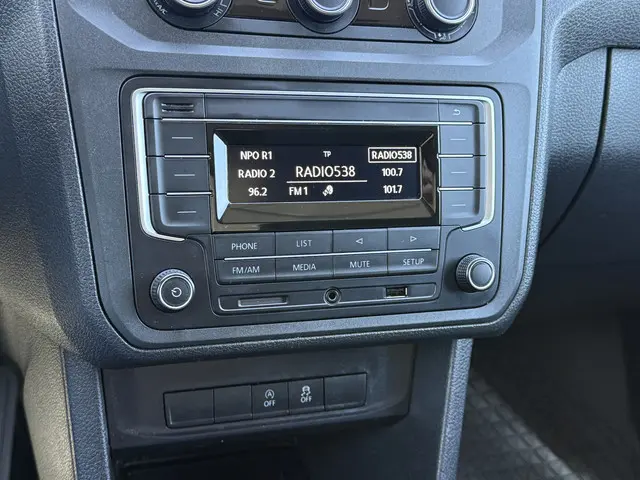 NPO R1 TP RADIO538
RADIO 2 RADIO538 100.7
96.2 FM 1 101.7
PHONE LIST
FM/AM MEDIA MUTE SETUP
A OFF OFF